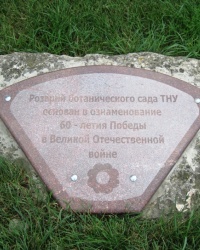 Розарий ботанического сада ТНУ
основан в ознаменование
60 - летия Победы
в Великой Отечественной
войне